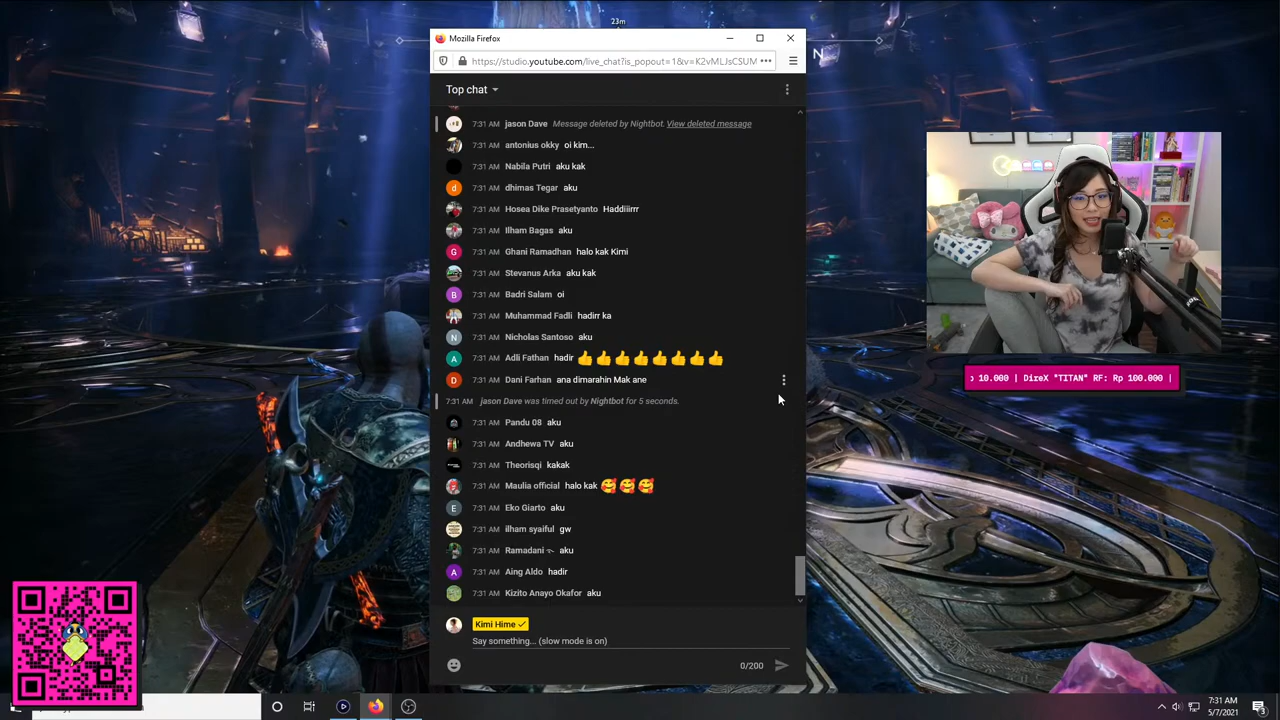 23m
Mozilla Firefox
N
https://studio.youtube.com/live_chat?is_popout=1&v=K2vMLJsCSUM
Top chat
7:31 AM jason Dave Message deleted by Nightbot. View deleted message
7:31 AM antonius okky oi kim...
7:31 AM Nabila Putri aku kak
d 7:31 AM dhimas Tegar aku
7:31 AM Hosea Dike Prasetyanto Haddiiirrr
7:31 AM Ilham Bagas aku
G 7:31 AM Ghani Ramadhan halo kak Kimi
7:31 AM Stevanus Arka aku kak
B 7:31 AM Badri Salam oi
7:31 AM Muhammad Fadli hadirr ka
N 7:31 AM Nicholas Santoso aku
A 7:31 AM Adli Fathan hadir 👍👍👍👍👍👍👍👍
D 7:31 AM Dani Farhan ana dimarahin Mak ane
7:31 AM jason Dave was timed out by Nightbot for 5 seconds.
7:31 AM Pandu 08 aku
7:31 AM Andhewa TV aku
7:31 AM Theorisqi kakak
7:31 AM Maulia official halo kak 🥰🥰🥰
E 7:31 AM Eko Giarto aku
7:31 AM ilham syaiful gw
7:31 AM Ramadani aku
A 7:31 AM Aing Aldo hadir
7:31 AM Kizito Anayo Okafor aku
Kimi Hime ✓
Say something... (slow mode is on)
0/200
10.000 | DireX "TITAN" RF: Rp 100.000 |
7:31 AM
5/7/2021
3